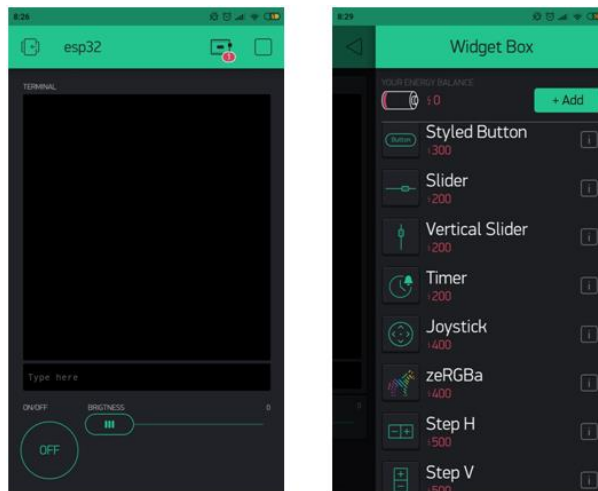 8:26
esp32
1
TERMINAL
Type here
ON/OFF
BRIGTNESS
0
OFF
8:29
Widget Box
YOUR ENERGY BALANCE
0
+ Add
Button
Styled Button
300
Slider
200
Vertical Slider
200
Timer
200
Joystick
400
zeRGBa
400
Step H
500
Step V
500